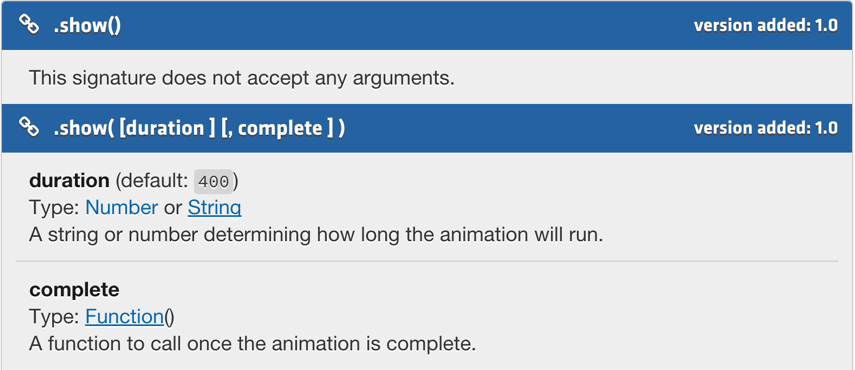 .show()
version added: 1.0
This signature does not accept any arguments.
.show( [duration ] [, complete ] )
version added: 1.0
duration (default: 400)
Type: Number or String
A string or number determining how long the animation will run.
complete
Type: Function()
A function to call once the animation is complete.